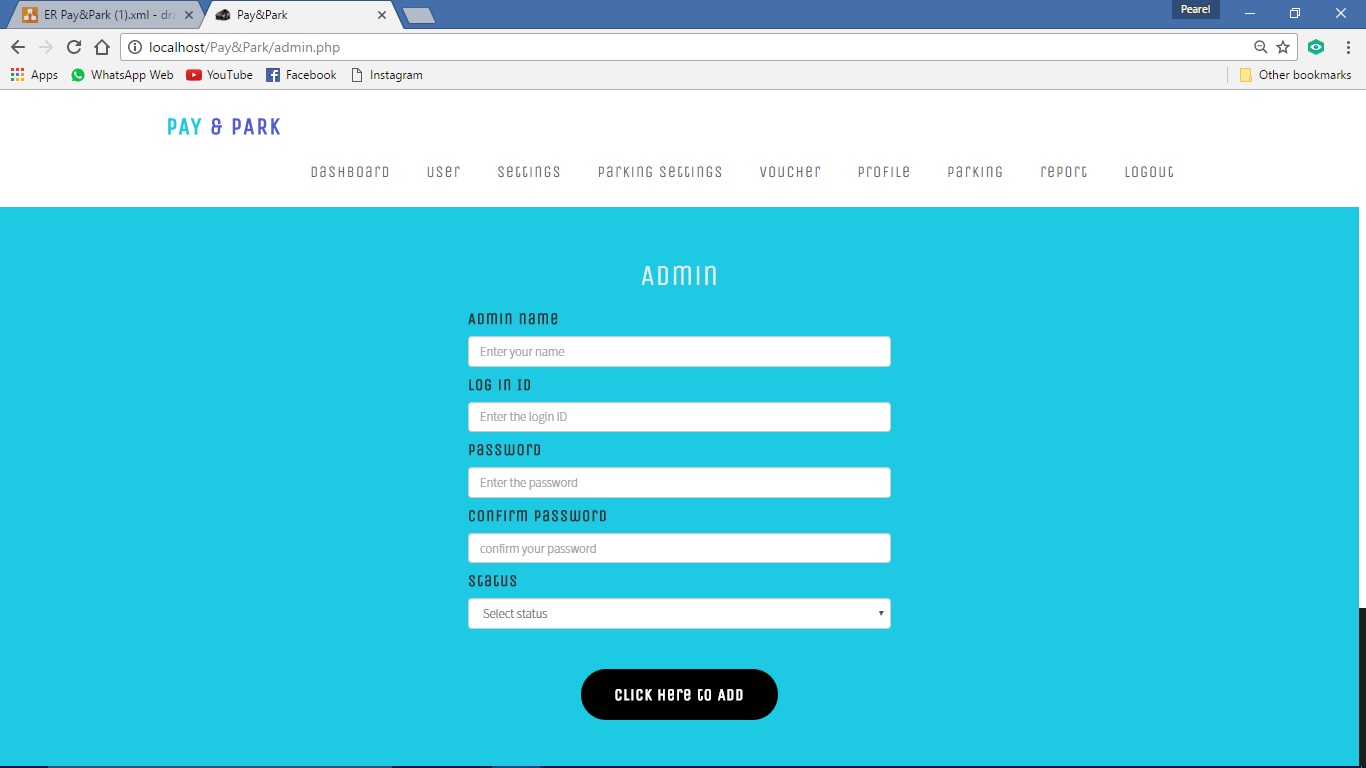 ER Pay&Park (1).xml - dra
Pay&Park
Pearel
localhost/Pay&Park/admin.php
Apps WhatsApp Web YouTube Facebook Instagram Other bookmarks
PAY & PARK
Dashboard User Settings Parking Settings Voucher Profile Parking Report Logout
Admin
Admin name
Enter your name
Log in ID
Enter the login ID
Password
Enter the password
Confirm Password
confirm your password
Status
Select status
Click Here to ADD